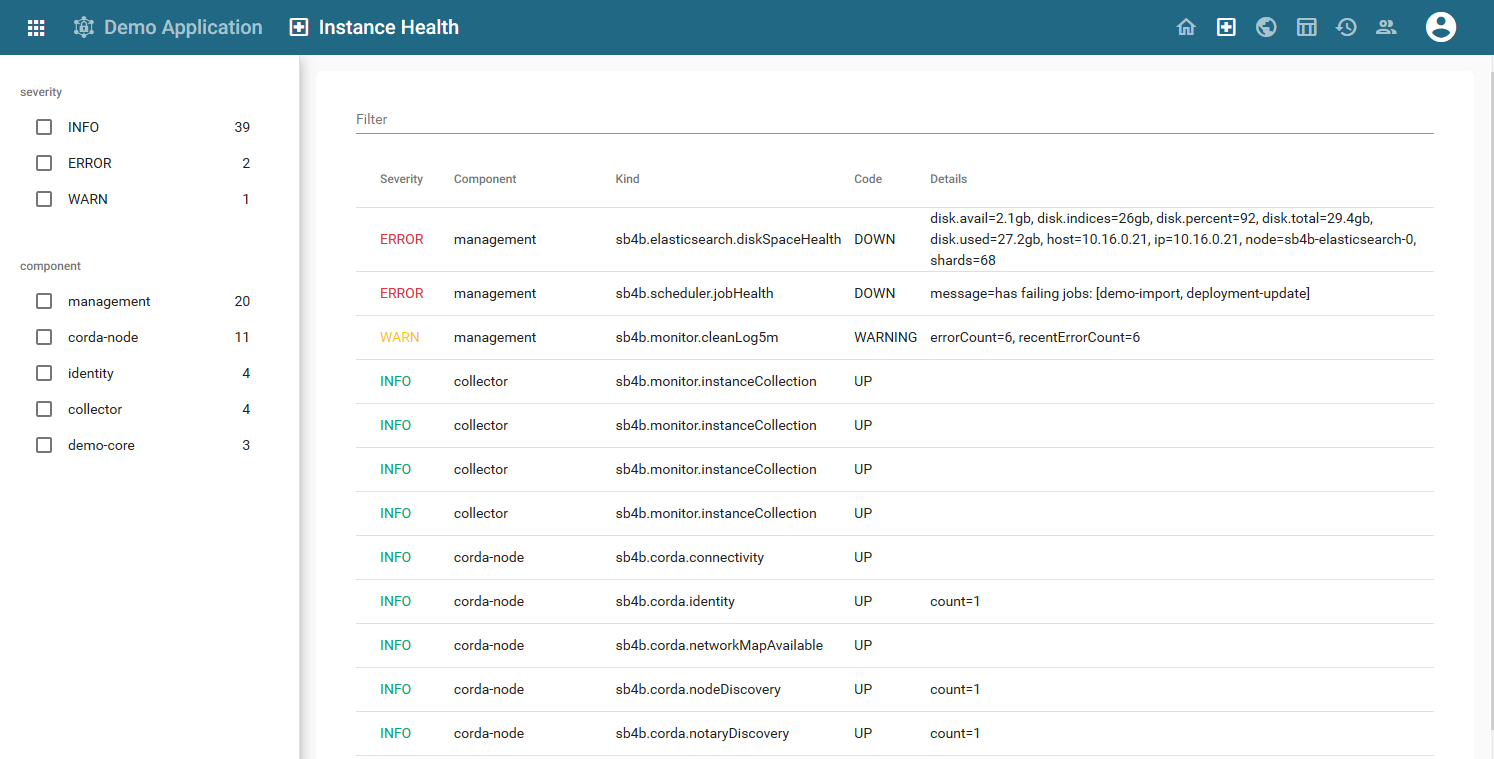 Demo Application Instance Health
severity
INFO 39
ERROR 2
WARN 1
component
management 20
corda-node 11
identity 4
collector 4
demo-core 3
Filter
Severity Component Kind Code Details
ERROR management sb4b.elasticsearch.diskSpaceHealth DOWN disk.avail=2.1gb, disk.indices=26gb, disk.percent=92, disk.total=29.4gb,
disk.used=27.2gb, host=10.16.0.21, ip=10.16.0.21, node=sb4b-elasticsearch-0,
shards=68
ERROR management sb4b.scheduler.jobHealth DOWN message=has failing jobs: [demo-import, deployment-update]
WARN management sb4b.monitor.cleanLog5m WARNING errorCount=6, recentErrorCount=6
INFO collector sb4b.monitor.instanceCollection UP
INFO collector sb4b.monitor.instanceCollection UP
INFO collector sb4b.monitor.instanceCollection UP
INFO collector sb4b.monitor.instanceCollection UP
INFO corda-node sb4b.corda.connectivity UP
INFO corda-node sb4b.corda.identity UP count=1
INFO corda-node sb4b.corda.networkMapAvailable UP
INFO corda-node sb4b.corda.nodeDiscovery UP count=1
INFO corda-node sb4b.corda.notaryDiscovery UP count=1